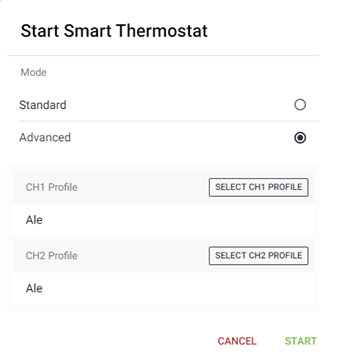 Start Smart Thermostat
Mode
Standard
Advanced
CH1 Profile SELECT CH1 PROFILE
Ale
CH2 Profile SELECT CH2 PROFILE
Ale
CANCEL START